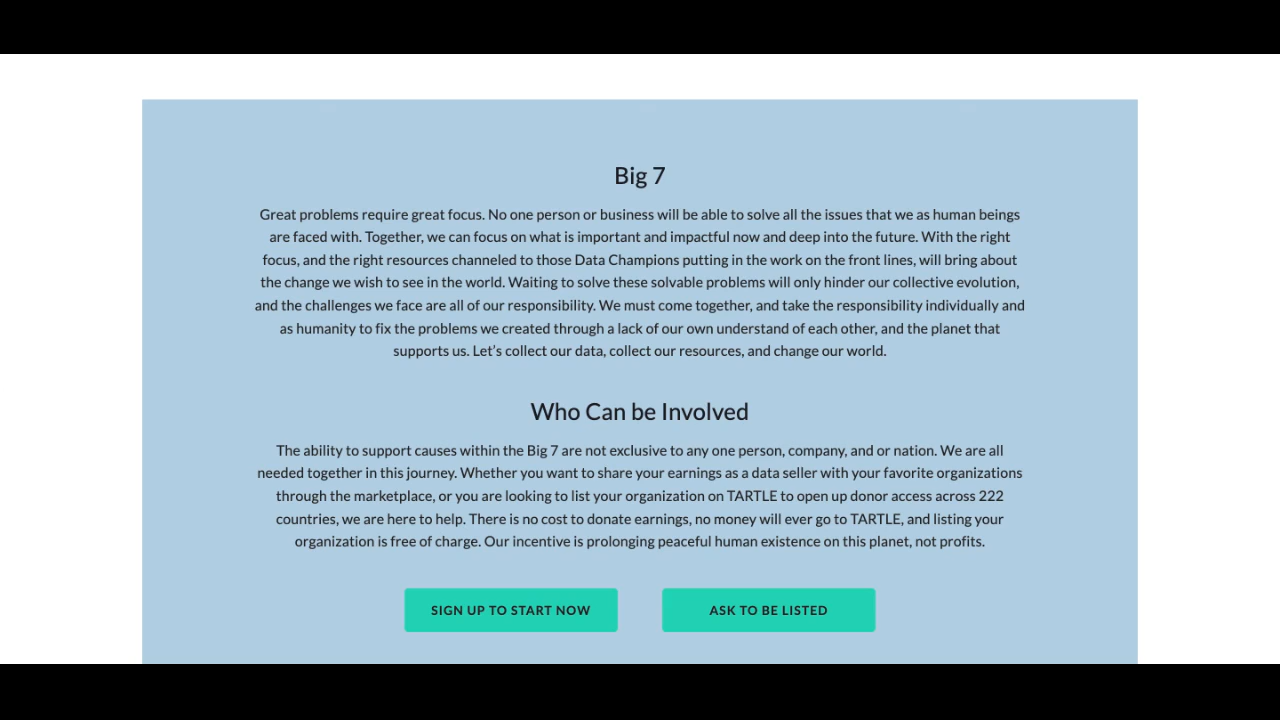 Big 7
Great problems require great focus. No one person or business will be able to solve all the issues that we as human beings
are faced with. Together, we can focus on what is important and impactful now and deep into the future. With the right
focus, and the right resources channeled to those Data Champions putting in the work on the front lines, will bring about
the change we wish to see in the world. Waiting to solve these solvable problems will only hinder our collective evolution,
and the challenges we face are all of our responsibility. We must come together, and take the responsibility individually and
as humanity to fix the problems we created through a lack of our own understand of each other, and the planet that
supports us. Let’s collect our data, collect our resources, and change our world.
Who Can be Involved
The ability to support causes within the Big 7 are not exclusive to any one person, company, and or nation. We are all
needed together in this journey. Whether you want to share your earnings as a data seller with your favorite organizations
through the marketplace, or you are looking to list your organization on TARTLE to open up donor access across 222
countries, we are here to help. There is no cost to donate earnings, no money will ever go to TARTLE, and listing your
organization is free of charge. Our incentive is prolonging peaceful human existence on this planet, not profits.
SIGN UP TO START NOW
ASK TO BE LISTED